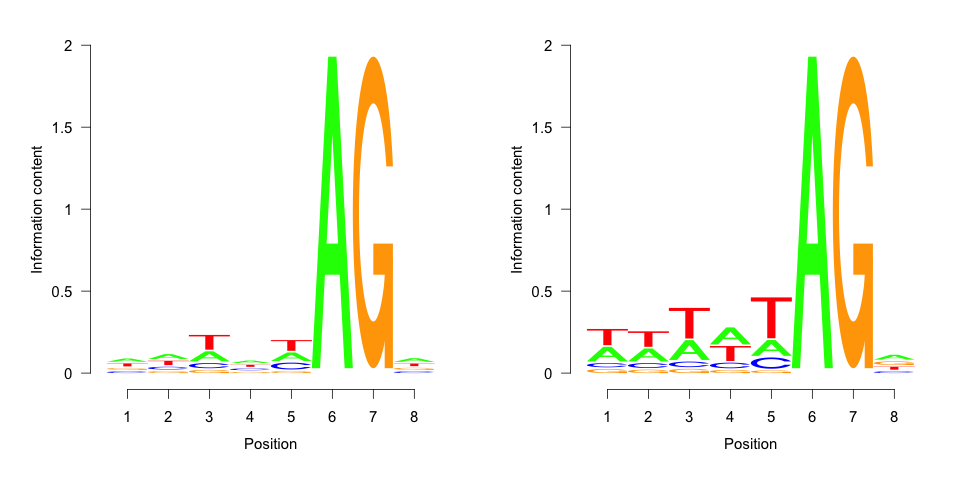 2
1.5
1
0.5
0
Information content
A T C G
A T C G
T A C G
A T G C
T A C G
A
G
A T G C
1 2 3 4 5 6 7 8
Position
2
1.5
1
0.5
0
Information content
T A C G
T A C G
T A C G
A T C G
T A C G
A
G
A G T C
1 2 3 4 5 6 7 8
Position